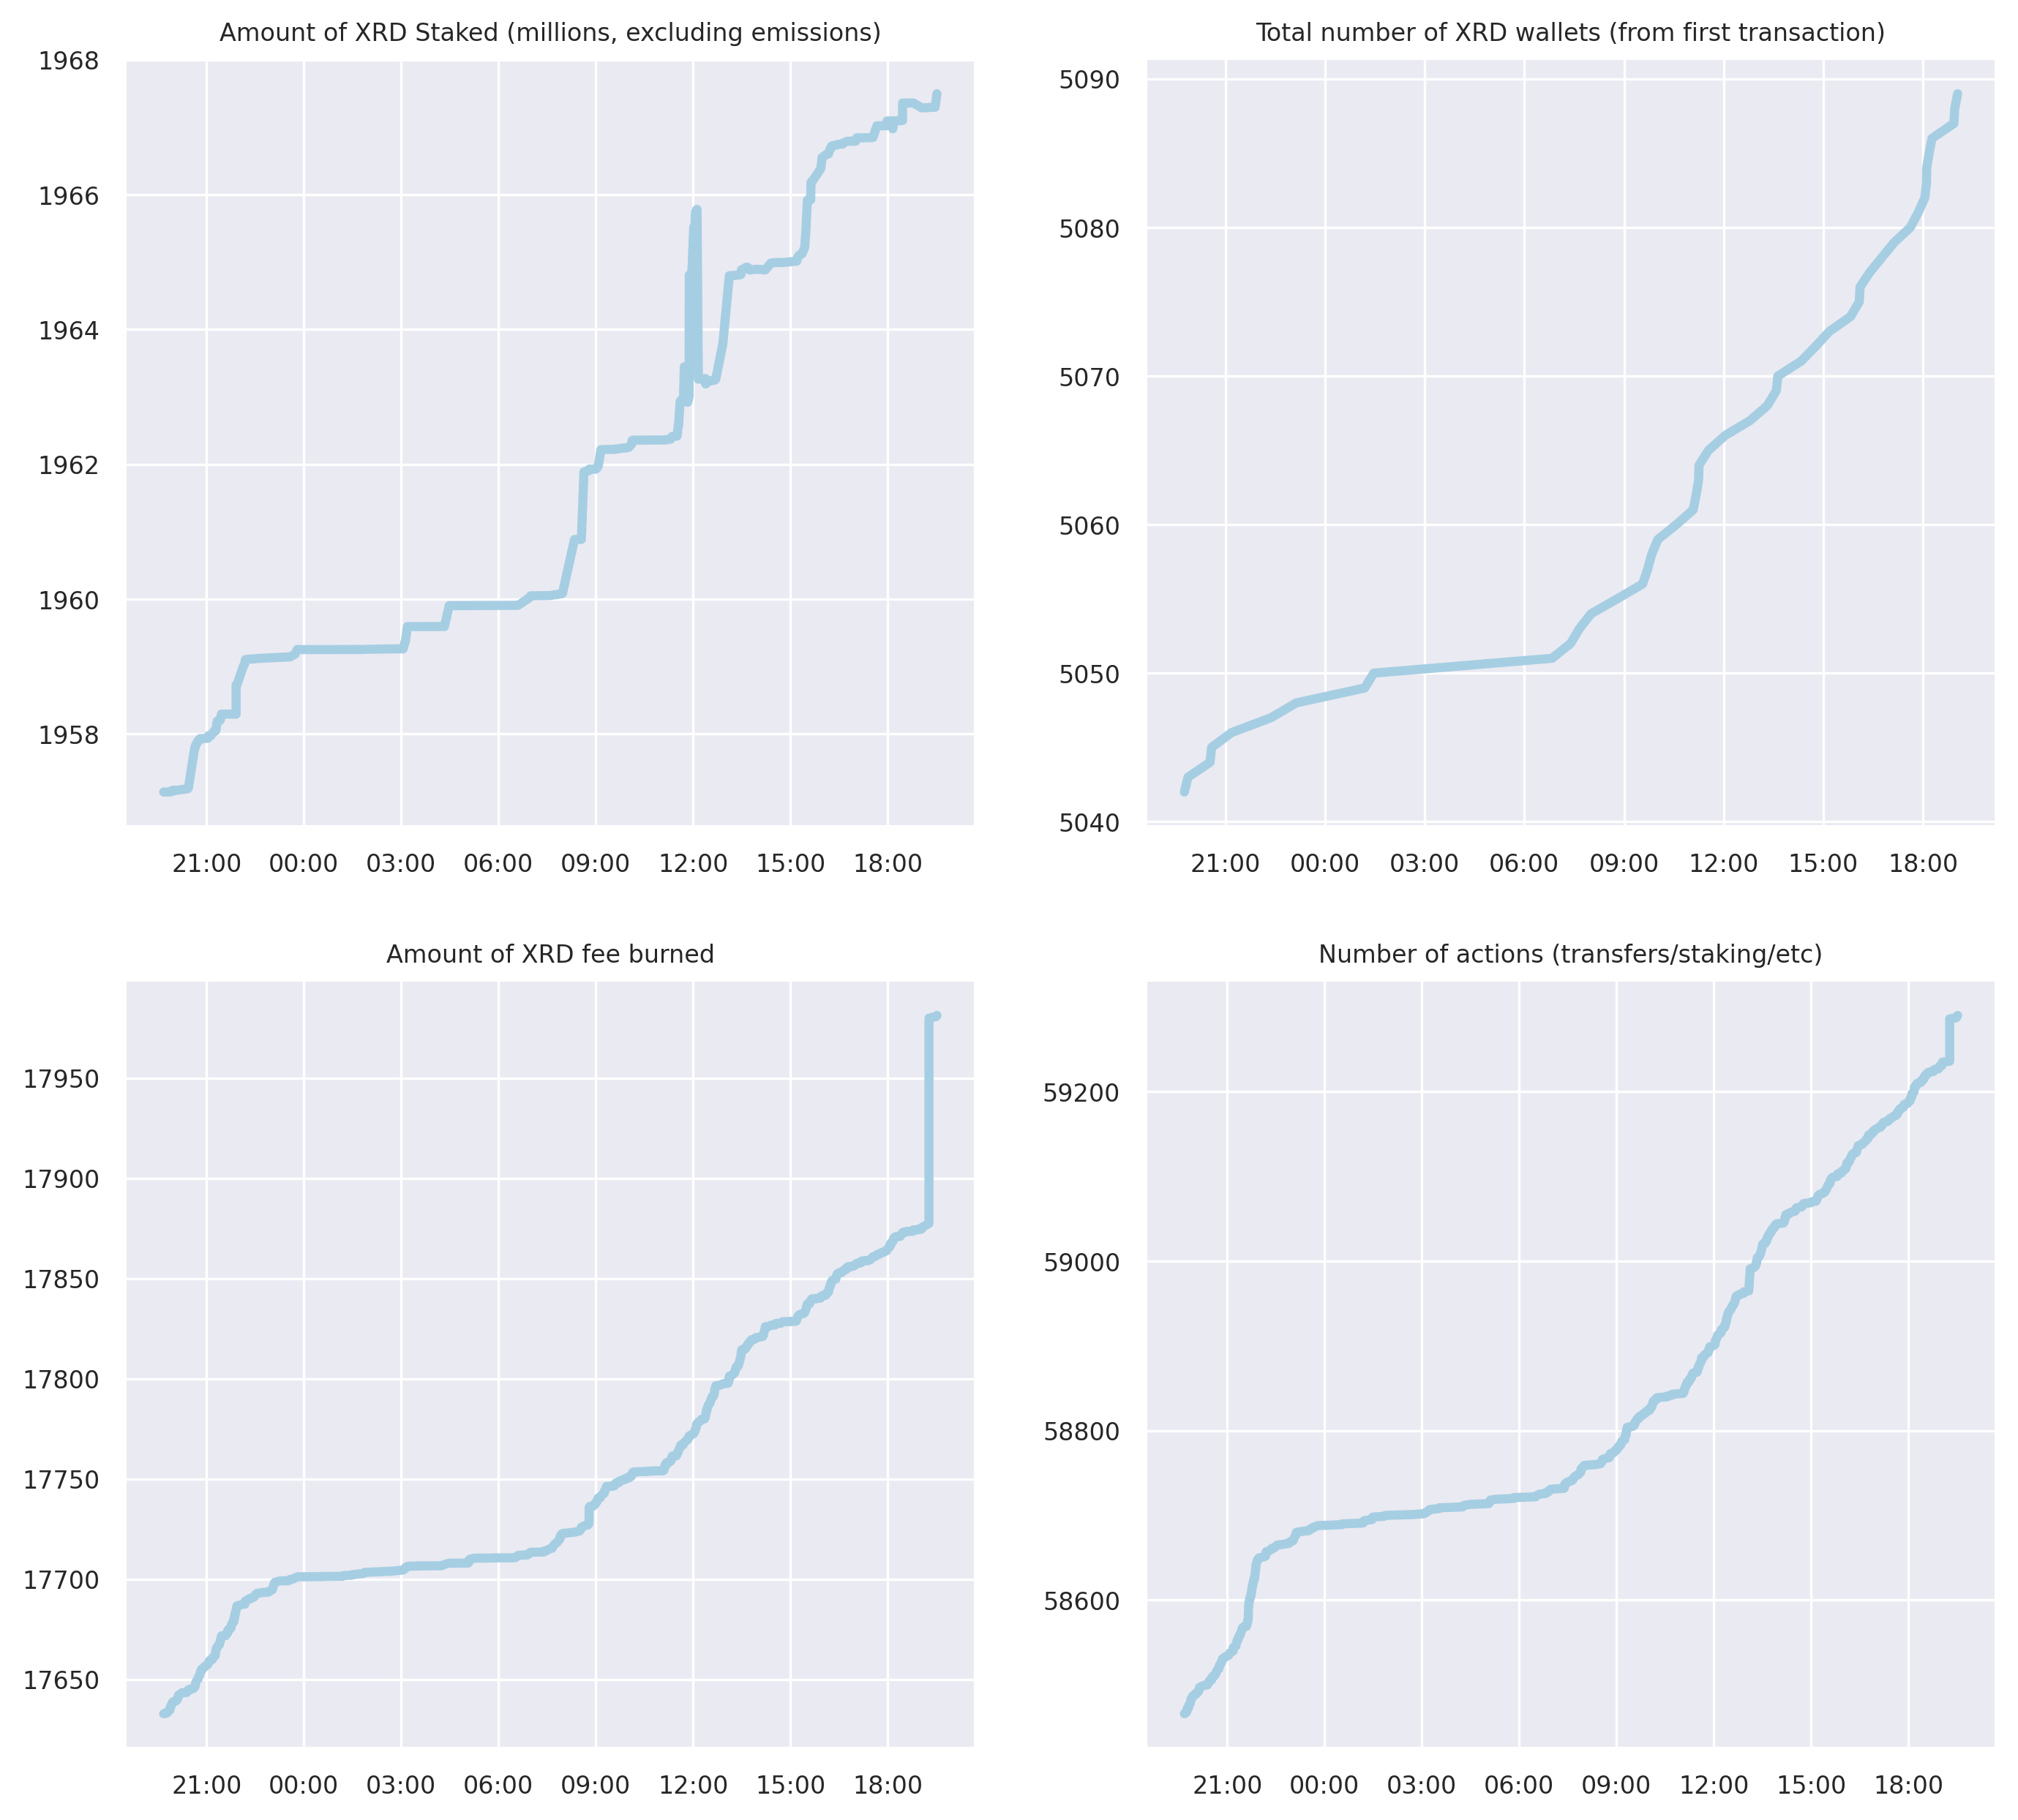 Amount of XRD Staked (millions, excluding emissions)
1968
1966
1964
1962
1960
1958
21:00 00:00 03:00 06:00 09:00 12:00 15:00 18:00
Total number of XRD wallets (from first transaction)
5090
5080
5070
5060
5050
5040
21:00 00:00 03:00 06:00 09:00 12:00 15:00 18:00
Amount of XRD fee burned
17950
17900
17850
17800
17750
17700
17650
21:00 00:00 03:00 06:00 09:00 12:00 15:00 18:00
Number of actions (transfers/staking/etc)
59200
59000
58800
58600
21:00 00:00 03:00 06:00 09:00 12:00 15:00 18:00